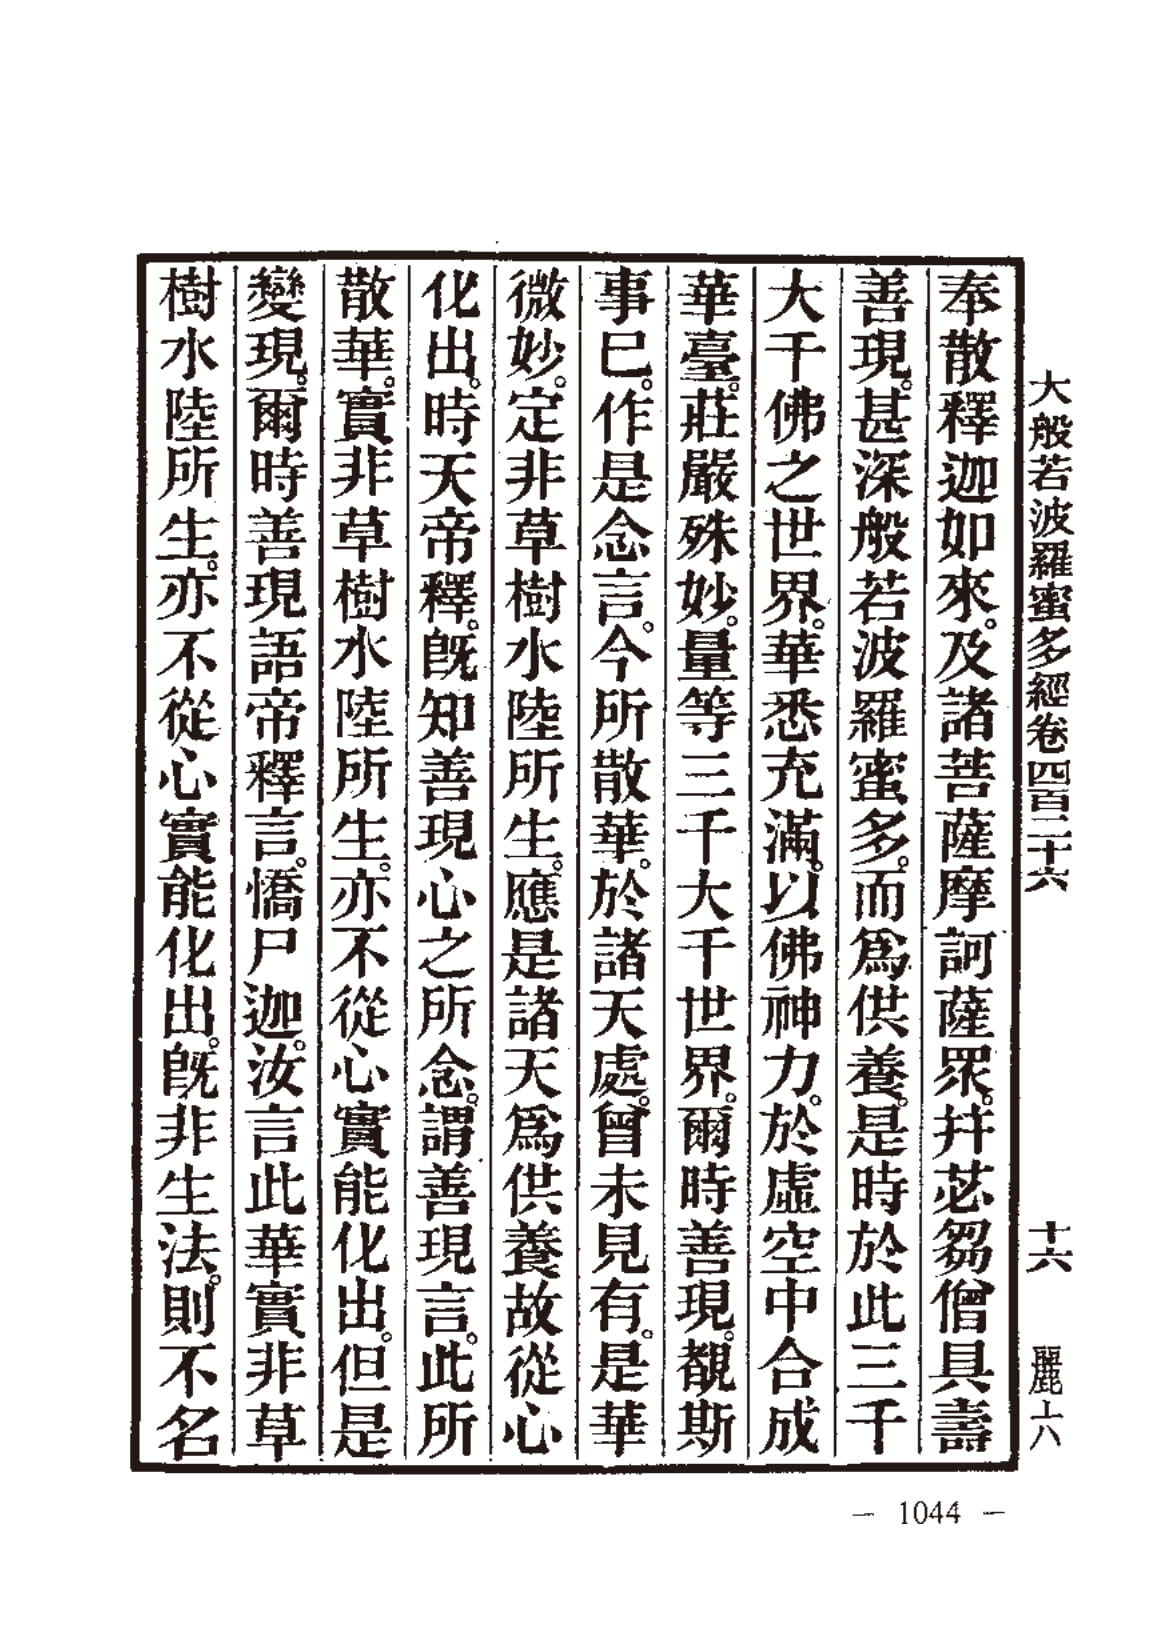 大般若波羅蜜多經卷四百二十六　十六　麗六
奉散釋迦如來。及諸菩薩摩訶薩眾。幷苾芻僧具壽
善現。甚深般若波羅蜜多。而爲供養。是時於此三千
大千佛之世界。華悉充滿。以佛神力。於虛空中合成
華臺。莊嚴殊妙。量等三千大千世界。爾時善現。覩斯
事已。作是念言。今所散華。於諸天處。曾未見有。是華
微妙。定非草樹水陸所生。應是諸天爲供養故從心
化出。時天帝釋。旣知善現心之所念。謂善現言。此所
散華。實非草樹水陸所生。亦不從心實能化出。但是
變現。爾時善現語帝釋言。憍尸迦。汝言此華實非草
樹水陸所生。亦不從心實能化出。旣非生法。則不名
— 1044 —